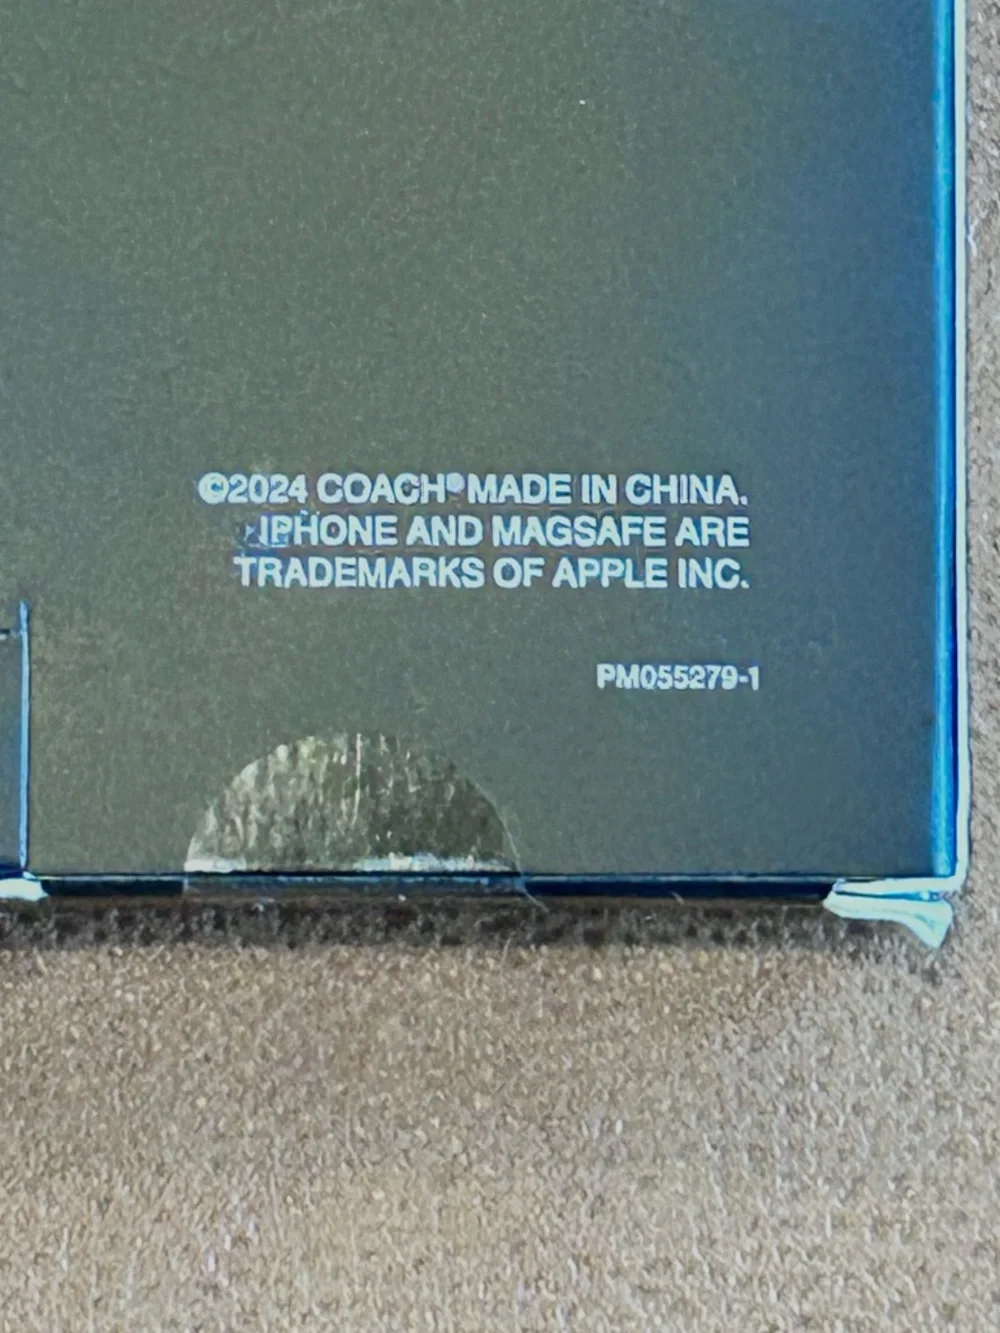 ©2024 COACH® MADE IN CHINA.
IPHONE AND MAGSAFE ARE
TRADEMARKS OF APPLE INC.
PM055279-1